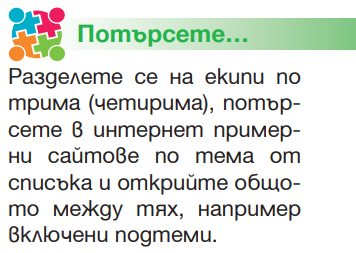 Потърсете...
Разделете се на екипи по
трима (четирима), потър-
сете в интернет пример-
ни сайтове по тема от
списъка и открийте общо-
то между тях, например
включени подтеми.